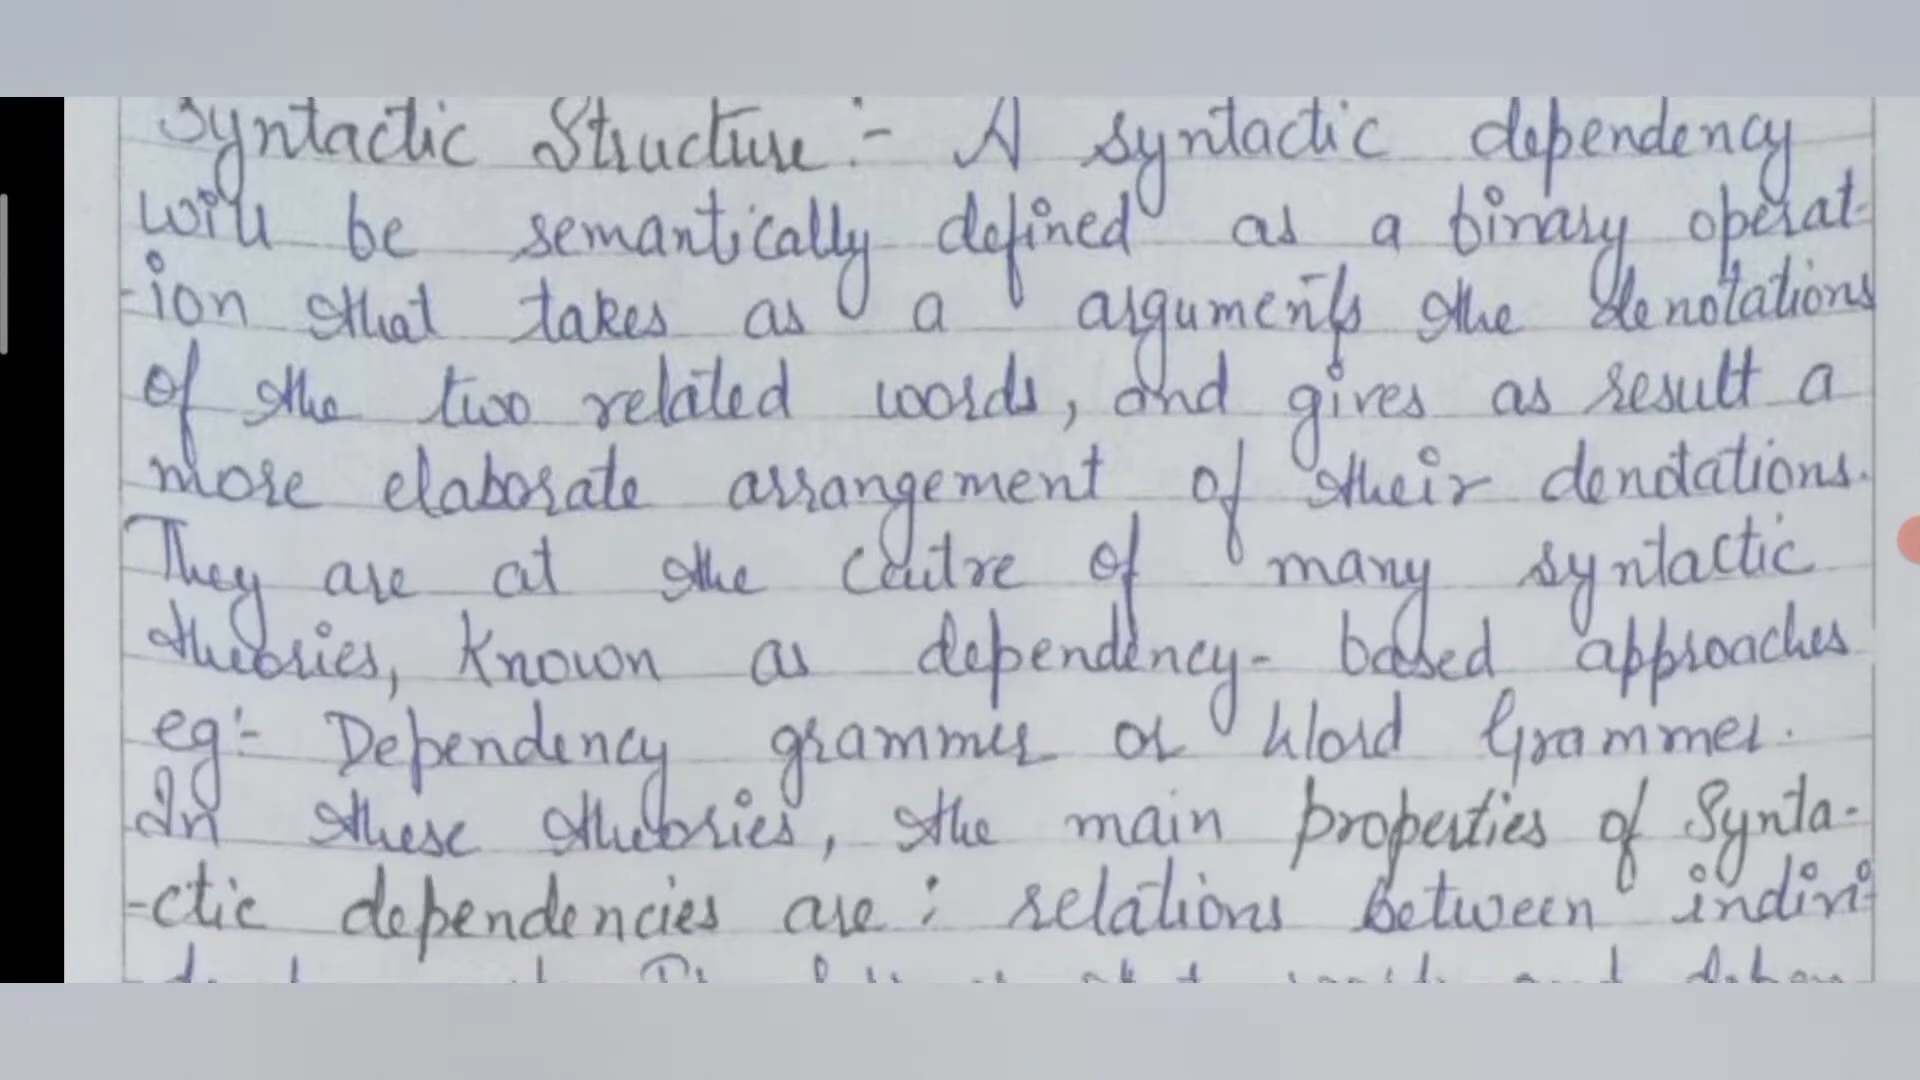 Syntactic Structure :- A syntactic dependency
will be semantically defined as a binary operat-
-ion that takes as a arguments the denotations
of the two related words, and gives as result a
more elaborate arrangement of their denotations.
They are at the centre of many syntactic
theories, Known as dependency- based approaches
eg:- Dependency grammer or Word Grammer.
In these theories, the main properties of Synta-
-ctic dependencies are : relations between indivi-